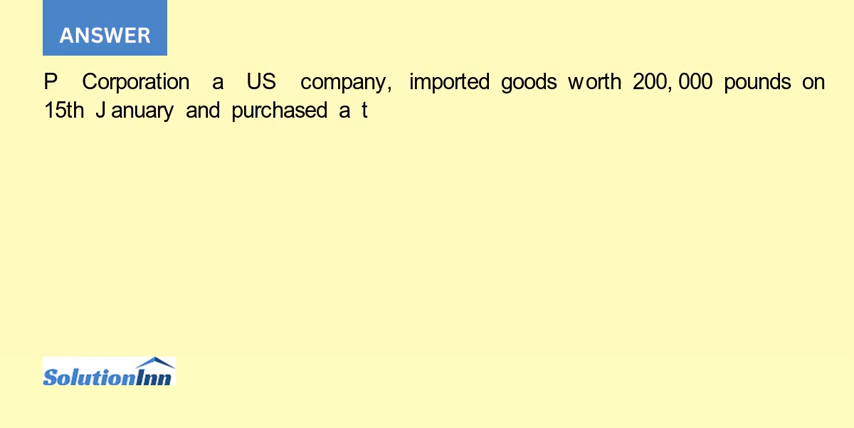 ANSWER
P Corporation a US company, imported goods worth 200, 000 pounds on
15th J anuary and purchased a t
SolutionInn